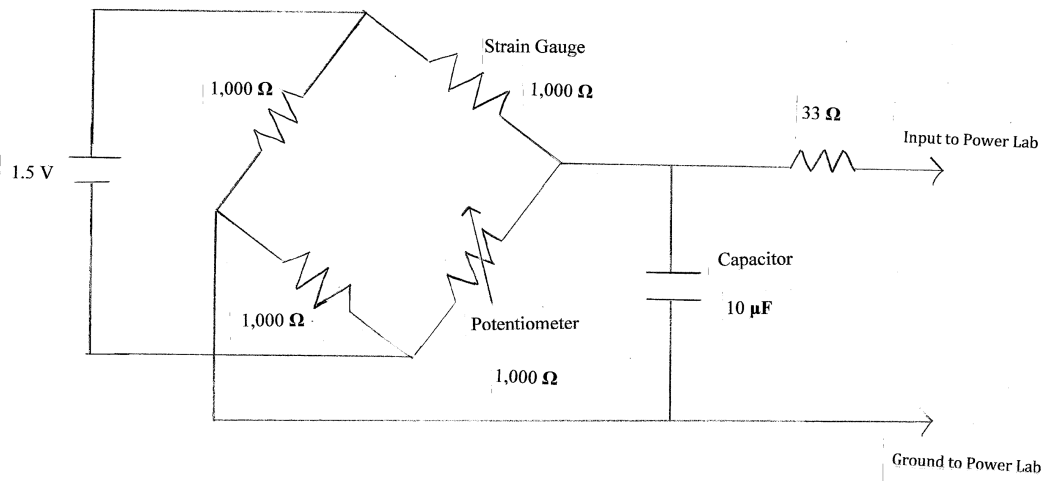 Strain Gauge
1,000 Ω
1,000 Ω
33 Ω
Input to Power Lab
1.5 V
Capacitor
10 µF
1,000 Ω
Potentiometer
1,000 Ω
Ground to Power Lab